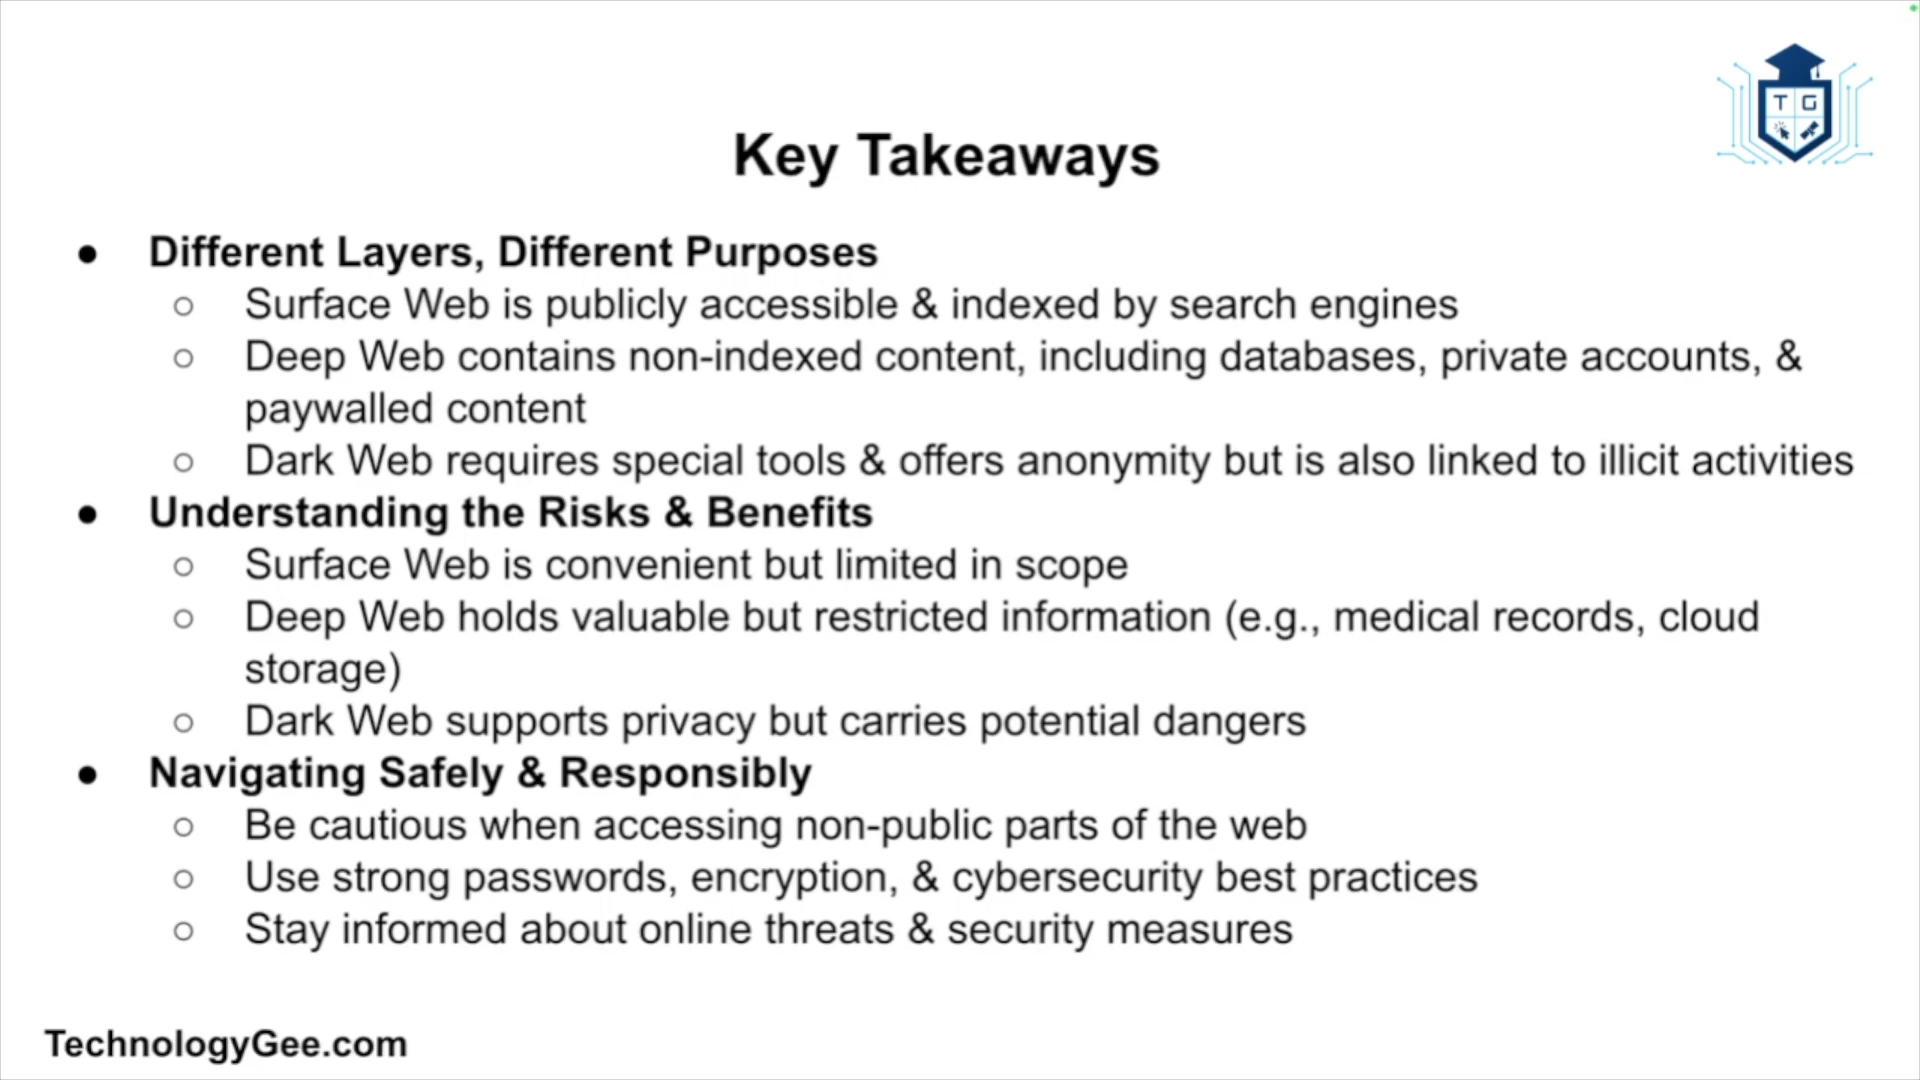 T G
Key Takeaways
● Different Layers, Different Purposes
○ Surface Web is publicly accessible & indexed by search engines
○ Deep Web contains non-indexed content, including databases, private accounts, &
paywalled content
○ Dark Web requires special tools & offers anonymity but is also linked to illicit activities
● Understanding the Risks & Benefits
○ Surface Web is convenient but limited in scope
○ Deep Web holds valuable but restricted information (e.g., medical records, cloud
storage)
○ Dark Web supports privacy but carries potential dangers
● Navigating Safely & Responsibly
○ Be cautious when accessing non-public parts of the web
○ Use strong passwords, encryption, & cybersecurity best practices
○ Stay informed about online threats & security measures
TechnologyGee.com